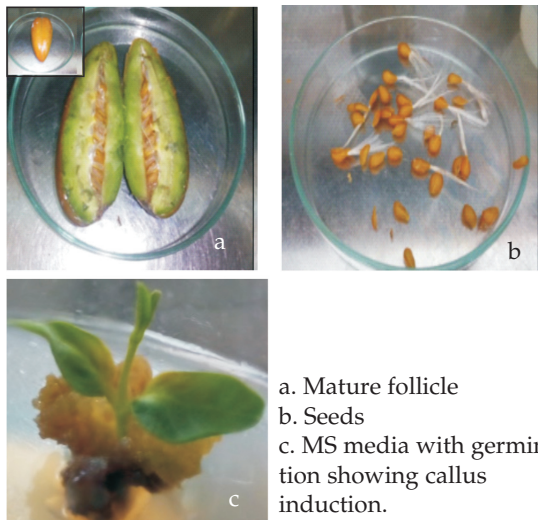 a
b
c
a. Mature follicle
b. Seeds
c. MS media with germin
tion showing callus
induction.